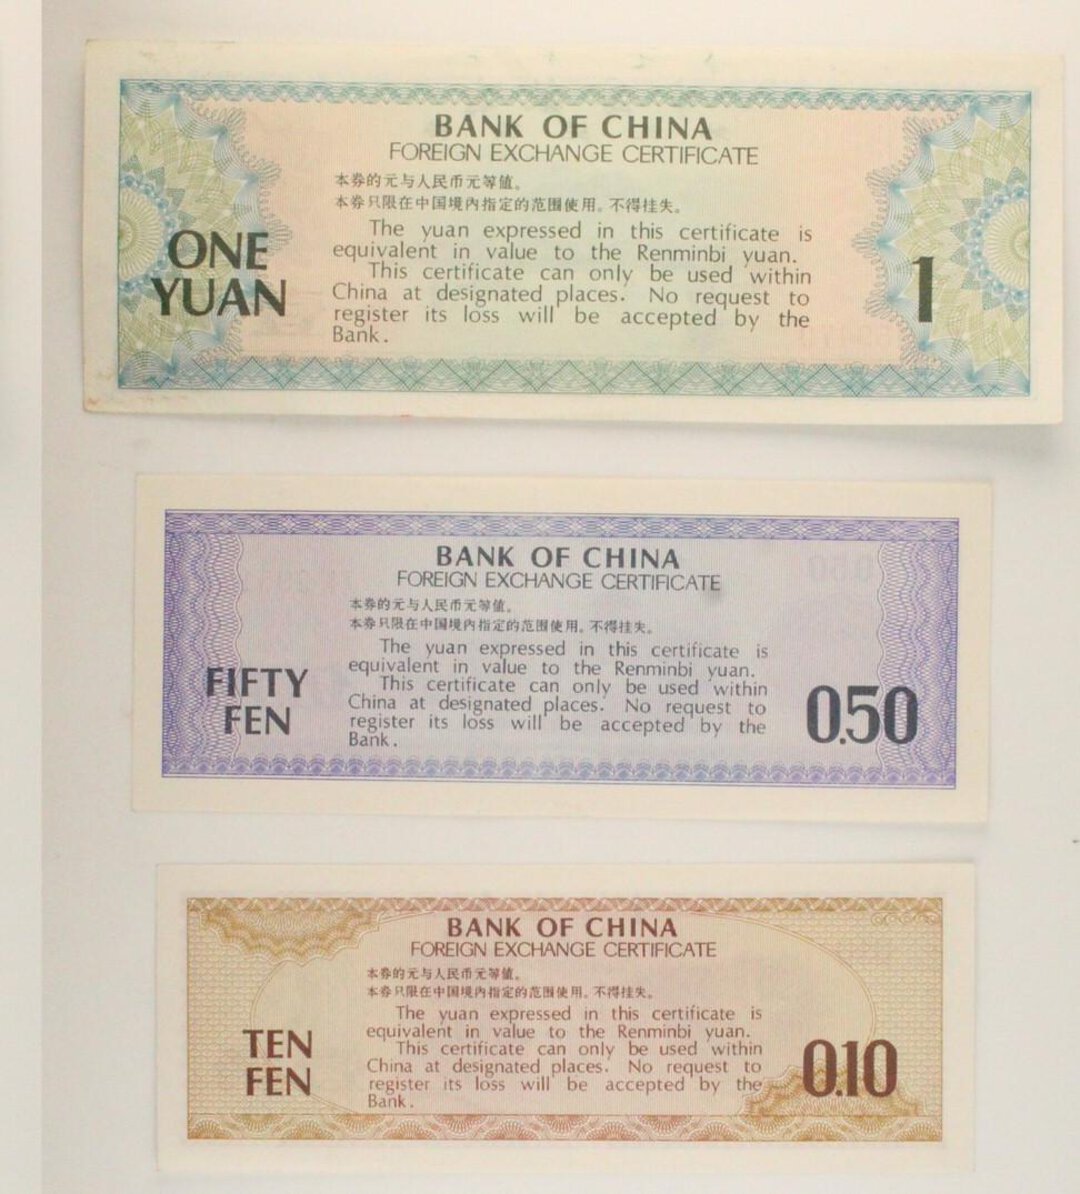 BANK OF CHINA
FOREIGN EXCHANGE CERTIFICATE
本券的元与人民币元等值。
本券只限在中国境内指定的范围使用。不得挂失。
The yuan expressed in this certificate is
equivalent in value to the Renminbi yuan.
This certificate can only be used within
China at designated places. No request to
register its loss will be accepted by the
Bank.
ONE
YUAN
1
BANK OF CHINA
FOREIGN EXCHANGE CERTIFICATE
本券的元与人民币元等值。
本券只限在中国境内指定的范围使用。不得挂失。
The yuan expressed in this certificate is
equivalent in value to the Renminbi yuan.
This certificate can only be used within
China at designated places. No request to
register its loss will be accepted by the
Bank.
FIFTY
FEN
0.50
BANK OF CHINA
FOREIGN EXCHANGE CERTIFICATE
本券的元与人民币元等值。
本券只限在中国境内指定的范围使用。不得挂失。
The yuan expressed in this certificate is
equivalent in value to the Renminbi yuan.
This certificate can only be used within
China at designated places. No request to
register its loss will be accepted by the
Bank.
TEN
FEN
0.10